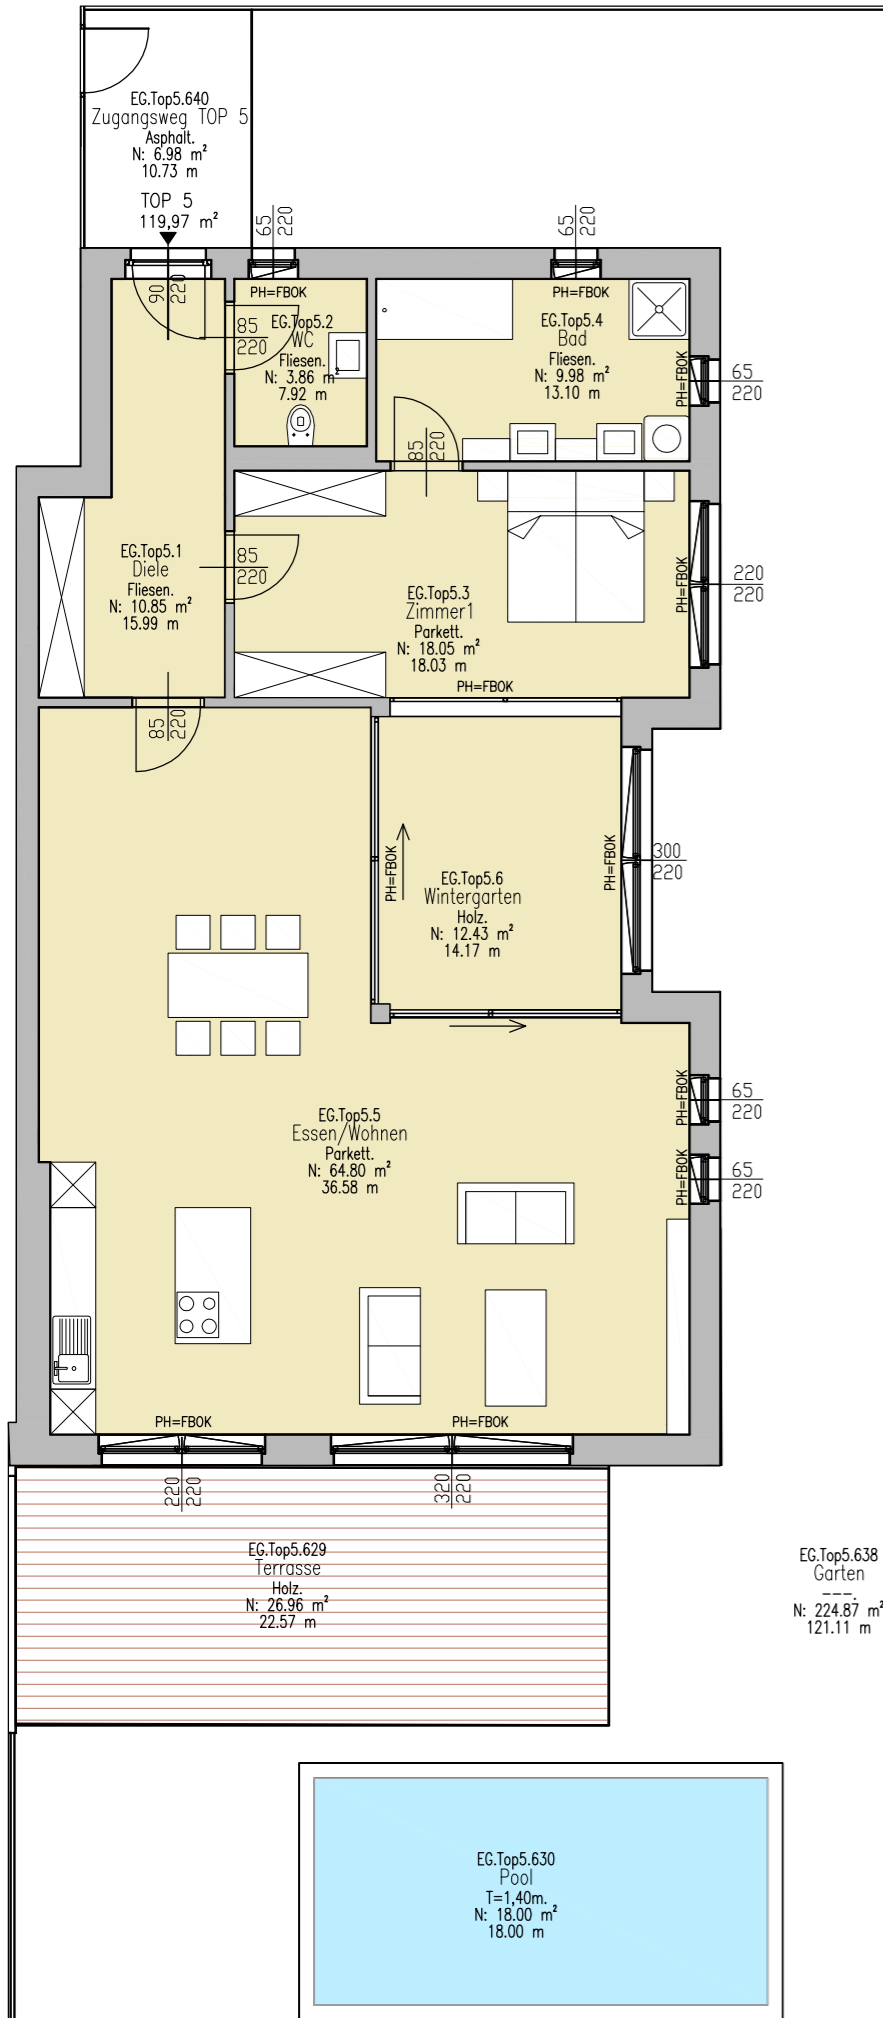 EG.Top5.640
Zugangsweg TOP 5
Asphalt.
N: 6.98 m²
10.73 m
TOP 5
119,97 m²
90
220
65
220
PH=FBOK
65
220
PH=FBOK
85
220
EG.Top5.2
WC
Fliesen.
N: 3.86 m²
7.92 m
EG.Top5.4
Bad
Fliesen.
N: 9.98 m²
13.10 m
PH=FBOK
65
220
85
220
EG.Top5.1
Diele
Fliesen.
N: 10.85 m²
15.99 m
85
220
EG.Top5.3
Zimmer1
Parkett.
N: 18.05 m²
18.03 m
PH=FBOK
PH=FBOK
220
220
85
220
PH=FBOK
EG.Top5.6
Wintergarten
Holz.
N: 12.43 m²
14.17 m
PH=FBOK
300
220
EG.Top5.5
Essen/Wohnen
Parkett.
N: 64.80 m²
36.58 m
PH=FBOK
65
220
PH=FBOK
65
220
PH=FBOK
PH=FBOK
220
220
320
220
EG.Top5.629
Terrasse
Holz.
N: 26.96 m²
22.57 m
EG.Top5.638
Garten
---.
N: 224.87 m²
121.11 m
EG.Top5.630
Pool
T=1,40m.
N: 18.00 m²
18.00 m